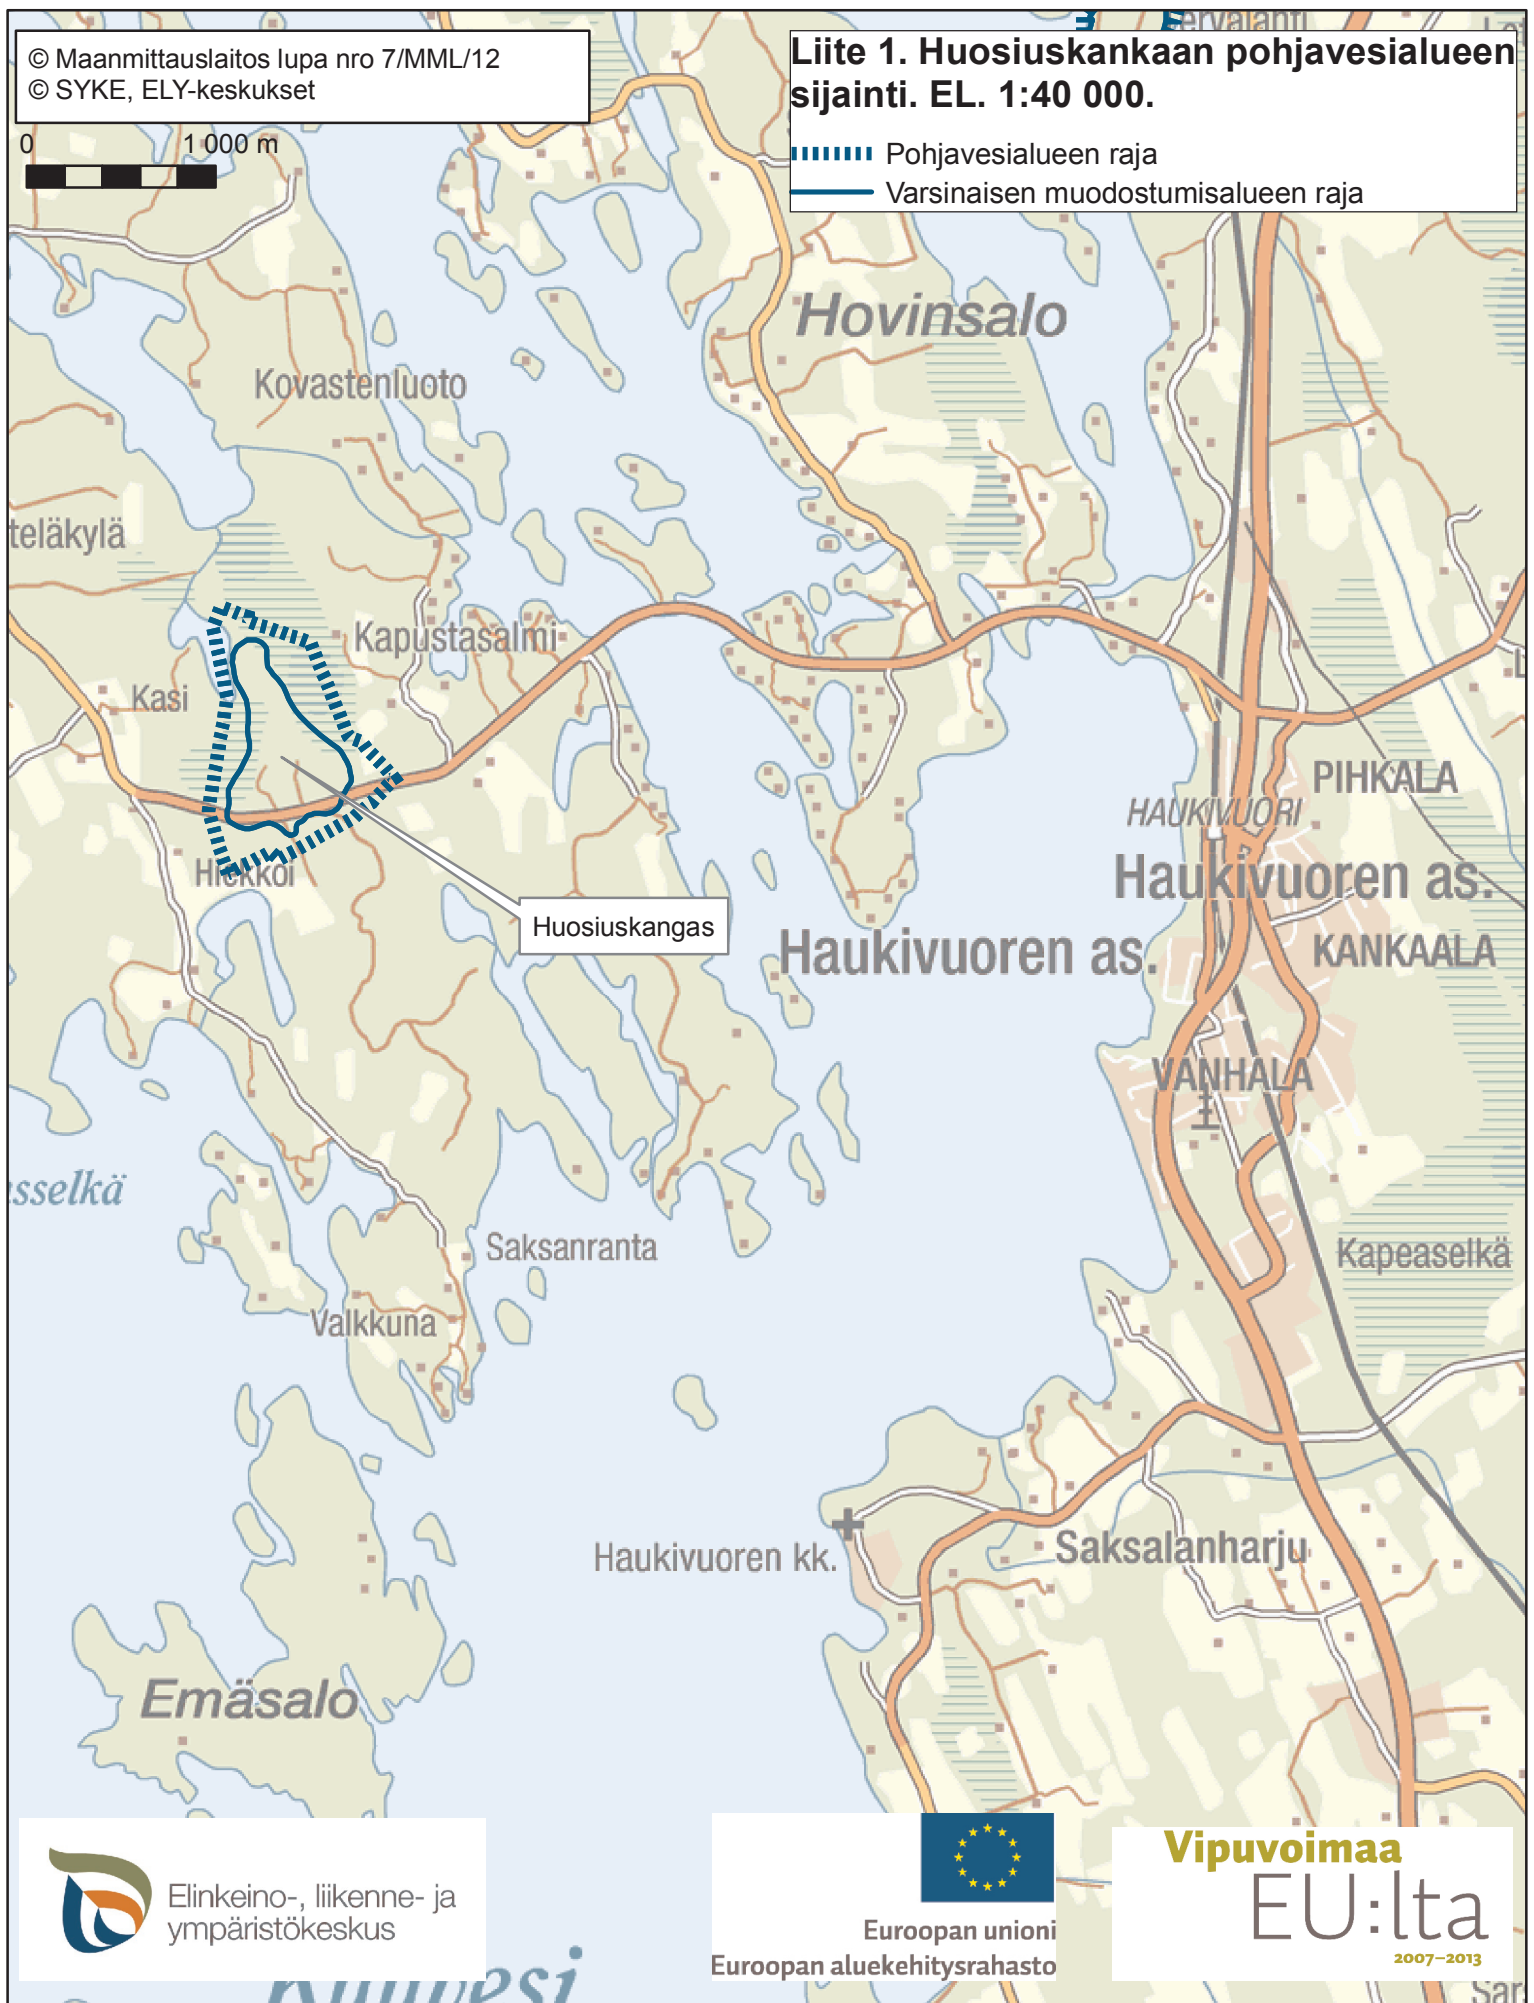 © Maanmittauslaitos lupa nro 7/MML/12
© SYKE, ELY-keskukset
0 1 000 m
Liite 1. Huosiuskankaan pohjavesialueen
sijainti. EL. 1:40 000.
Pohjavesialueen raja
Varsinaisen muodostumisalueen raja
Hovinsalo
Kovastenluoto
teläkylä
Kapustasalmi
Kasi
PIHKALA
HAUKIVUORI
Haukivuoren as.
Hiekkoi
Huosiuskangas
Haukivuoren as.
KANKAALA
VANHALA
sselkä
Saksanranta
Kapeaselkä
Valkkuna
Haukivuoren kk.
Saksalanharju
Emäsalo
Elinkeino-, liikenne- ja
ympäristökeskus
Euroopan unioni
Euroopan aluekehitysrahasto
Vipuvoimaa
EU:lta
2007–2013